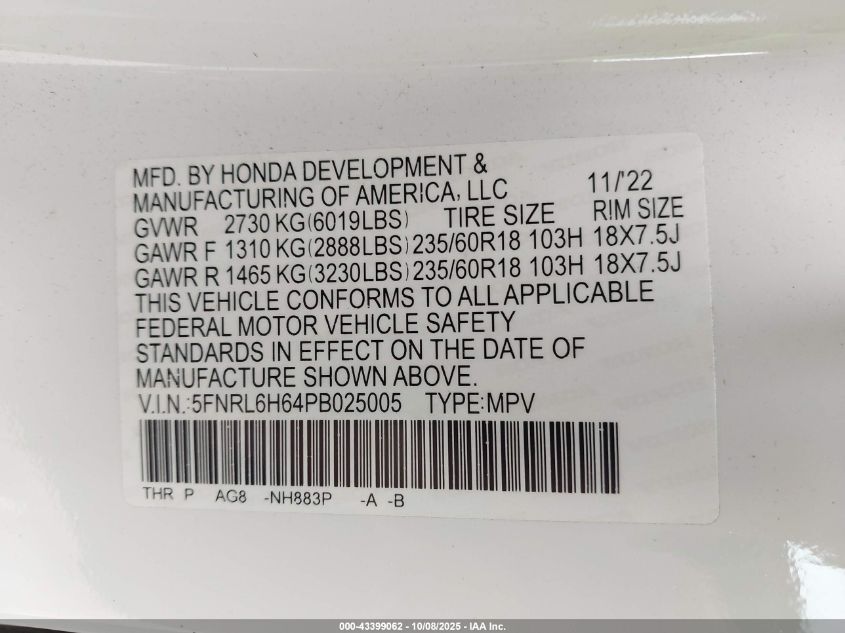 MFD. BY HONDA DEVELOPMENT &
MANUFACTURING OF AMERICA, LLC 11/'22
GVWR 2730 KG(6019LBS) TIRE SIZE RIM SIZE
GAWR F 1310 KG(2888LBS) 235/60R18 103H 18X7.5J
GAWR R 1465 KG(3230LBS) 235/60R18 103H 18X7.5J
THIS VEHICLE CONFORMS TO ALL APPLICABLE
FEDERAL MOTOR VEHICLE SAFETY
STANDARDS IN EFFECT ON THE DATE OF
MANUFACTURE SHOWN ABOVE.
V.I.N.:5FNRL6H64PB025005 TYPE:MPV
THR P AG8 -NH883P -A -B
000-43399062 - 10/08/2025 - IAA Inc.